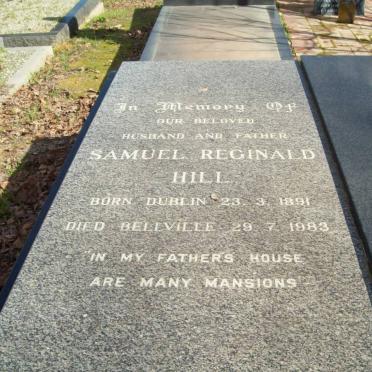 In Memory Of
OUR BELOVED
HUSBAND AND FATHER
SAMUEL REGINALD
HILL
BORN DUBLIN 23. 3. 1891
DIED BELLVILLE 29. 7. 1983
"IN MY FATHERS HOUSE
ARE MANY MANSIONS"